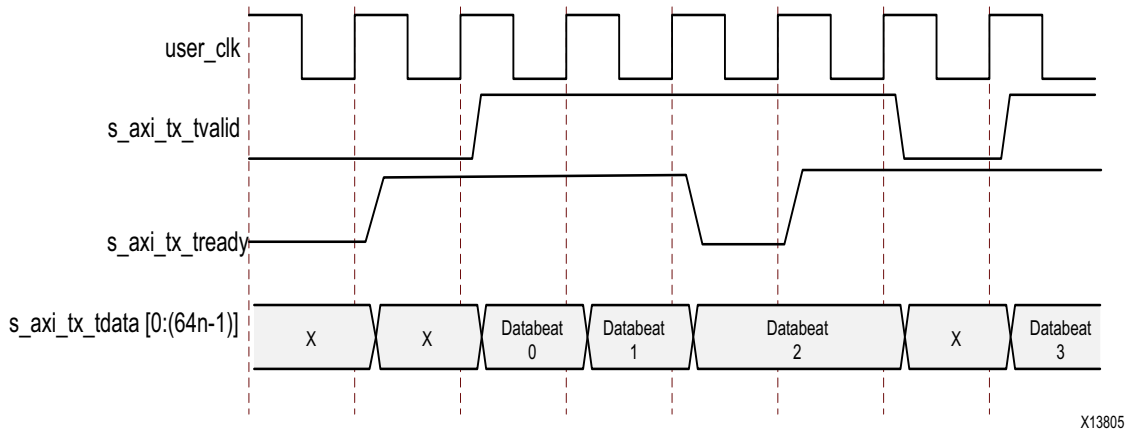 user_clk
s_axi_tx_tvalid
s_axi_tx_tready
s_axi_tx_tdata [0:(64n-1)]
X
X
Databeat
0
Databeat
1
Databeat
2
X
Databeat
3
X13805